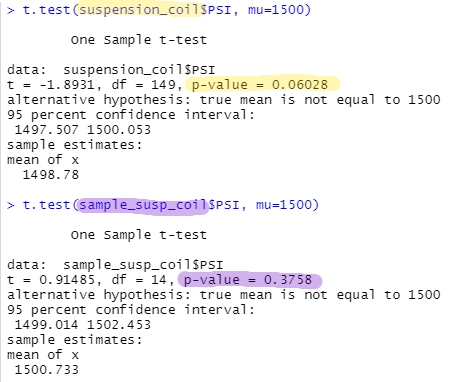 > t.test(suspension_coil$PSI, mu=1500)
One Sample t-test
data: suspension_coil$PSI
t = -1.8931, df = 149, p-value = 0.06028
alternative hypothesis: true mean is not equal to 1500
95 percent confidence interval:
1497.507 1500.053
sample estimates:
mean of x
1498.78
> t.test(sample_susp_coil$PSI, mu=1500)
One Sample t-test
data: sample_susp_coil$PSI
t = 0.91485, df = 14, p-value = 0.3758
alternative hypothesis: true mean is not equal to 1500
95 percent confidence interval:
1499.014 1502.453
sample estimates:
mean of x
1500.733